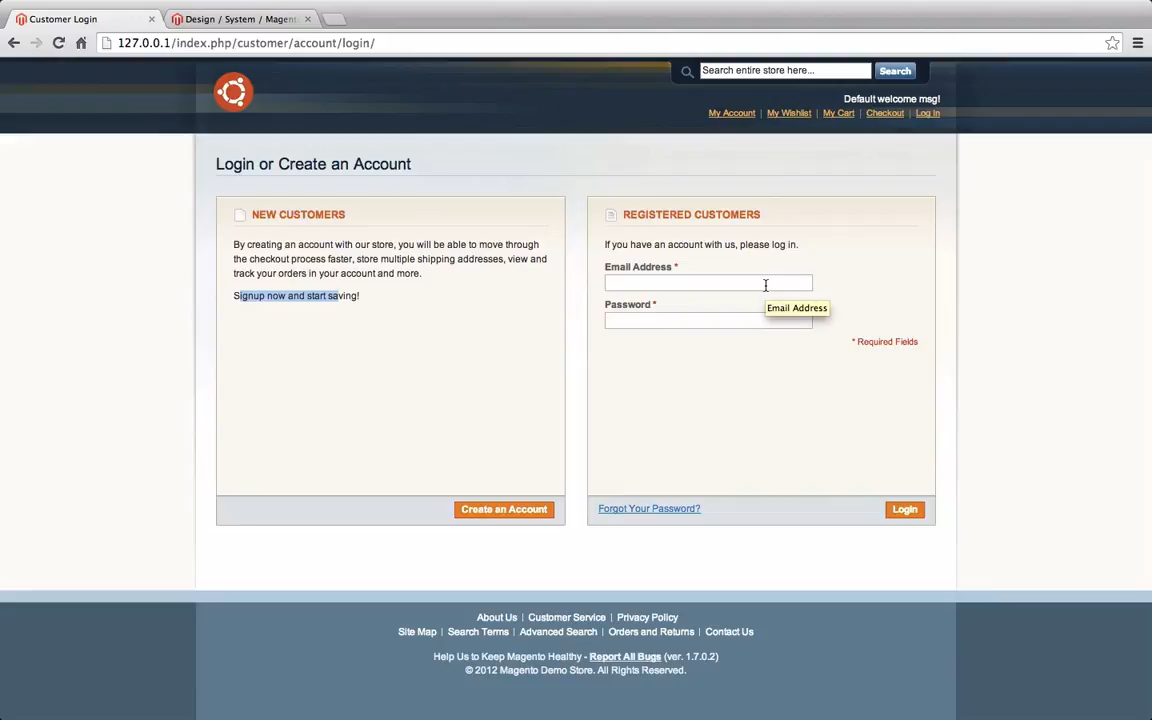 Customer Login
Design / System / Magent
127.0.0.1/index.php/customer/account/login/
Search entire store here...
Search
Default welcome msg!
My Account | My Wishlist | My Cart | Checkout | Log In
Login or Create an Account
NEW CUSTOMERS
By creating an account with our store, you will be able to move through
the checkout process faster, store multiple shipping addresses, view and
track your orders in your account and more.
Signup now and start saving!
Create an Account
REGISTERED CUSTOMERS
If you have an account with us, please log in.
Email Address *
Email Address
Password *
* Required Fields
Forgot Your Password?
Login
About Us | Customer Service | Privacy Policy
Site Map | Search Terms | Advanced Search | Orders and Returns | Contact Us
Help Us to Keep Magento Healthy - Report All Bugs (ver. 1.7.0.2)
© 2012 Magento Demo Store. All Rights Reserved.